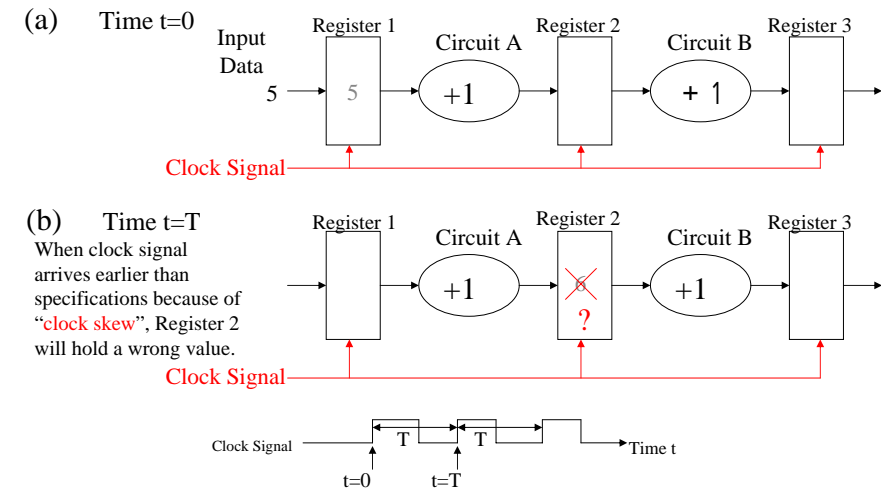 (a) Time t=0
Input
Data
5
Register 1
5
Circuit A
+1
Register 2
Circuit B
+ 1
Register 3
Clock Signal
(b) Time t=T
When clock signal
arrives earlier than
specifications because of
“clock skew”, Register 2
will hold a wrong value.
Register 1
Circuit A
+1
Register 2
6
?
Circuit B
+1
Register 3
Clock Signal
Clock Signal
T
T
Time t
t=0
t=T